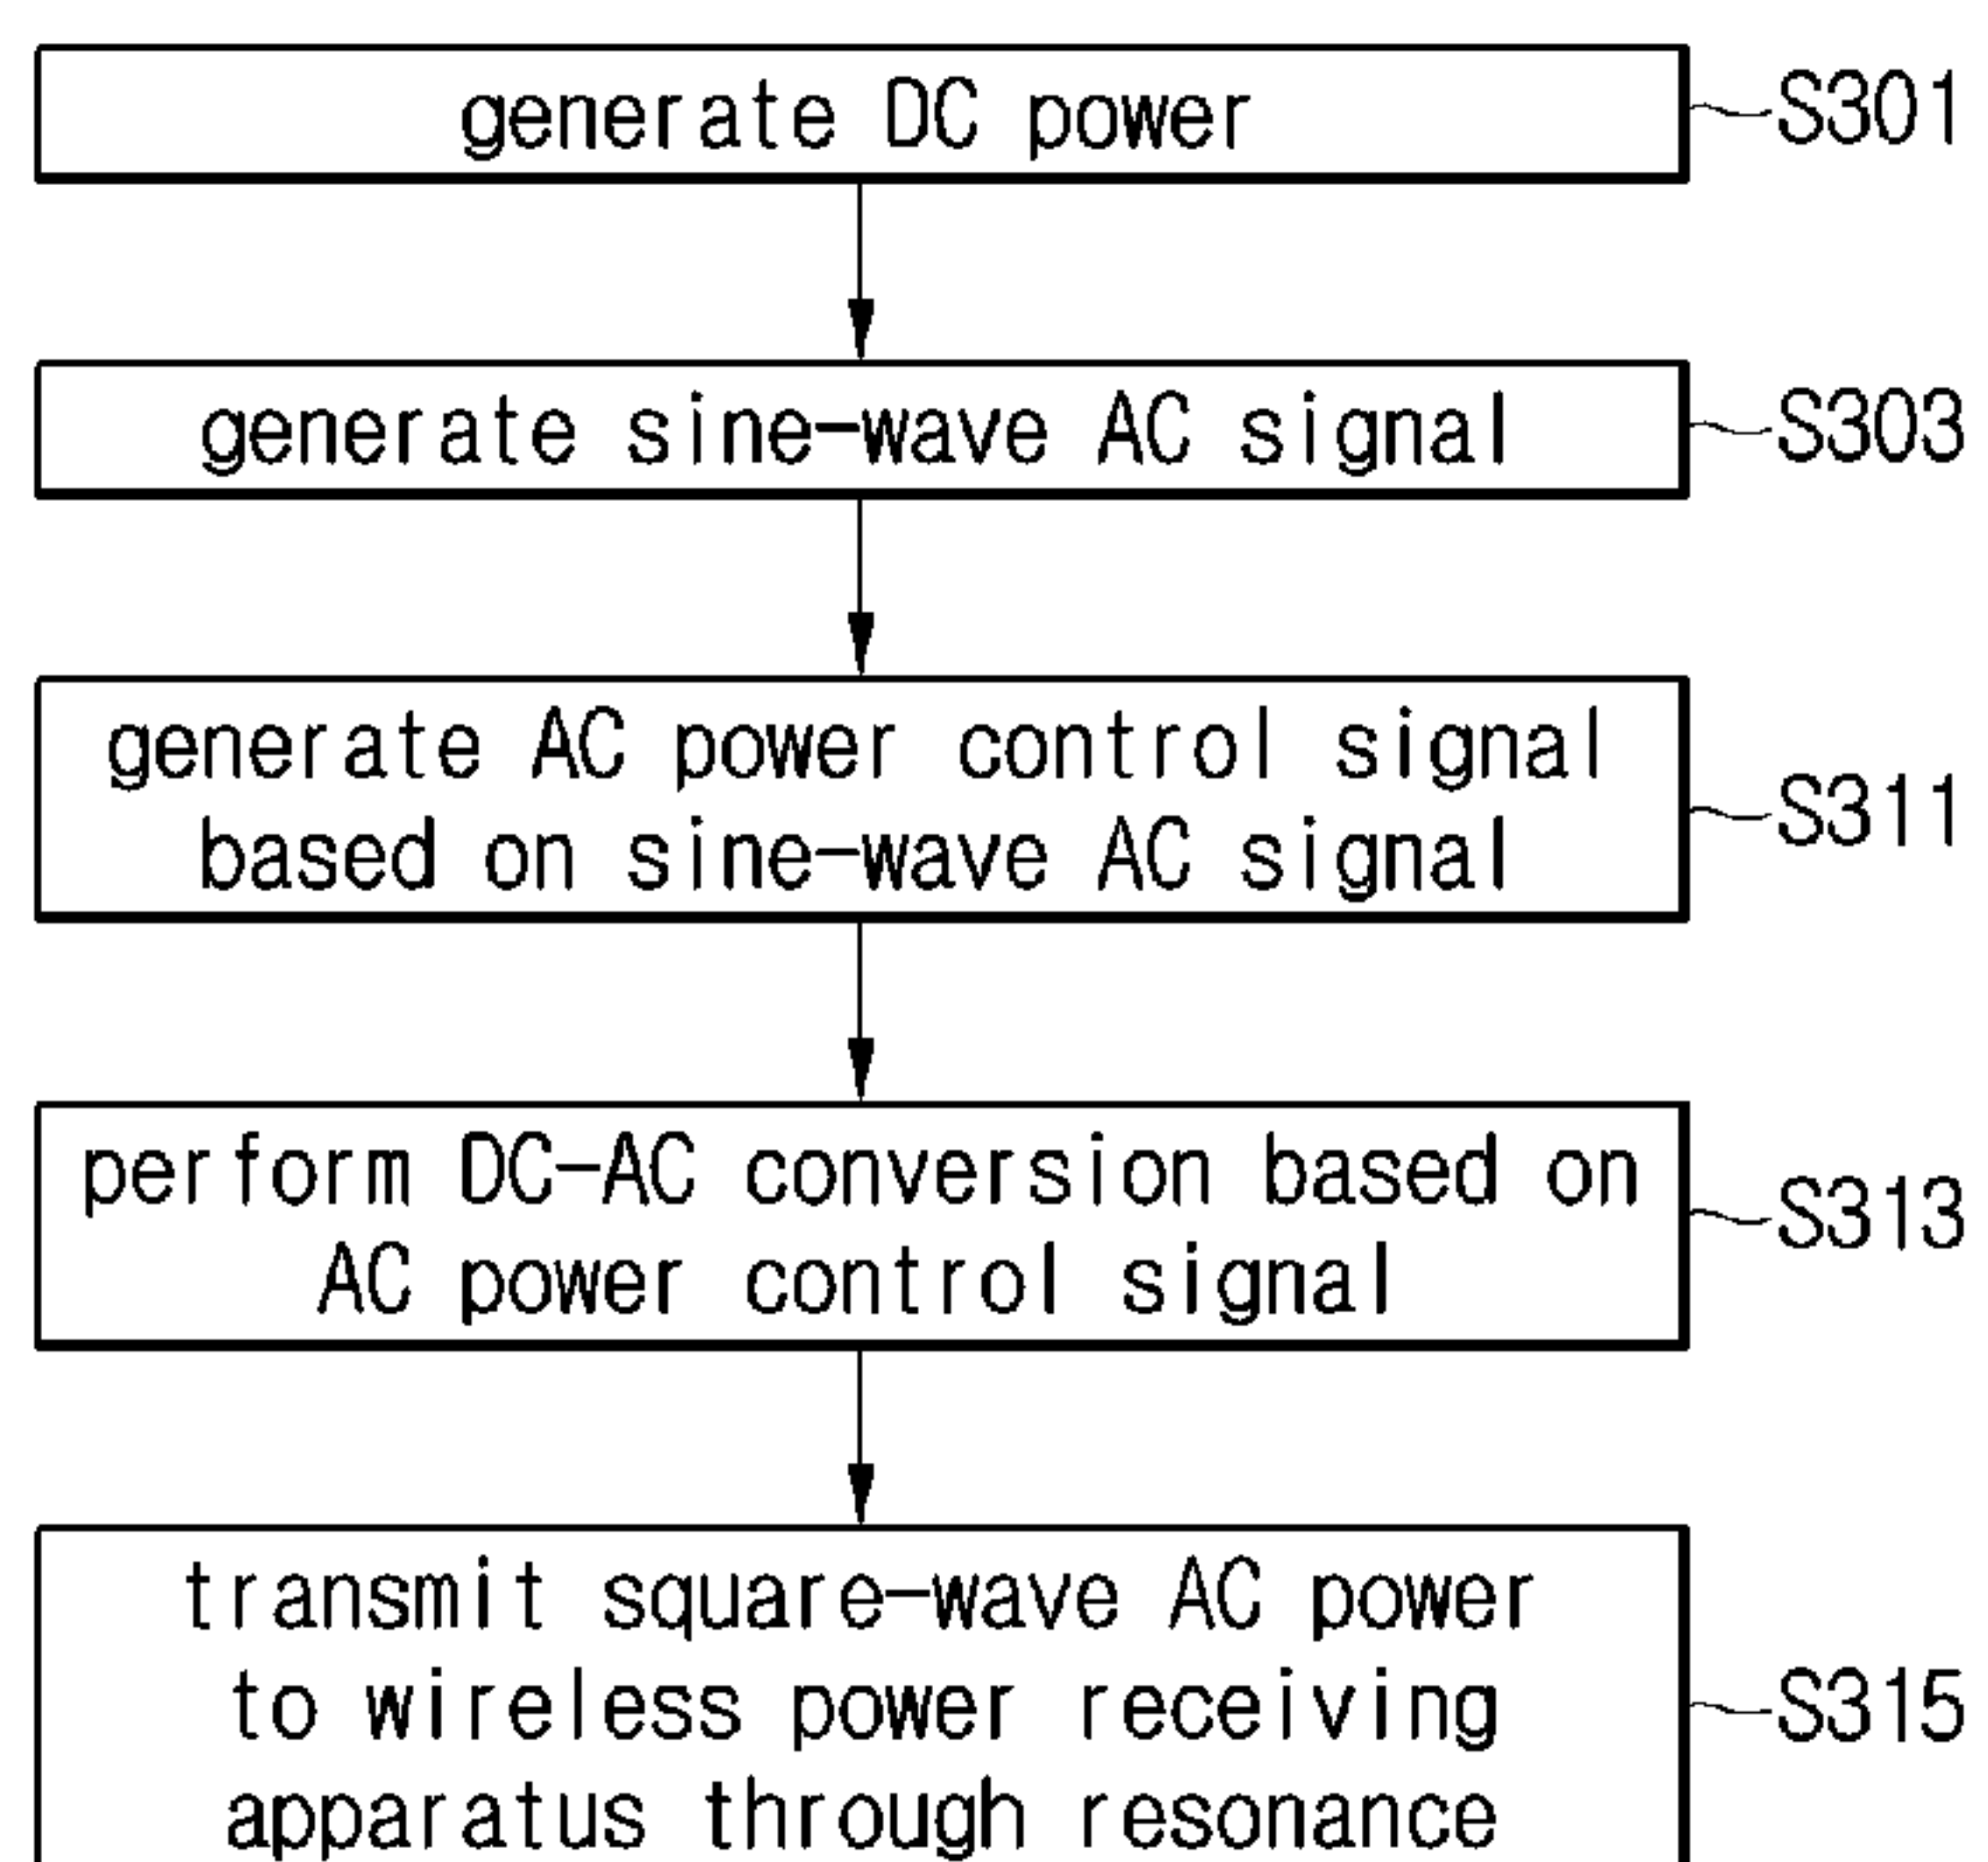 generate DC power
S301
generate sine-wave AC signal
S303
generate AC power control signal
based on sine-wave AC signal
S311
perform DC-AC conversion based on
AC power control signal
S313
transmit square-wave AC power
to wireless power receiving
apparatus through resonance
S315